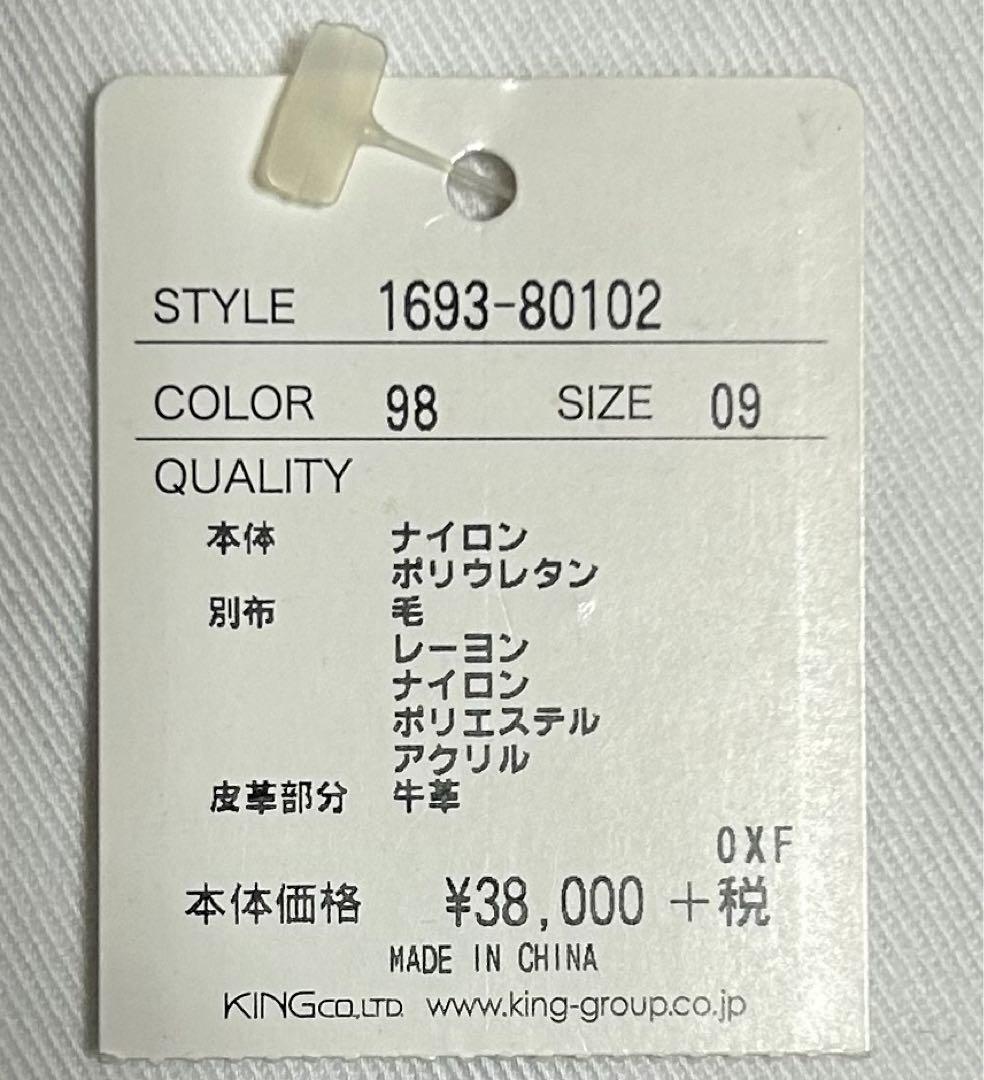 STYLE 1693-80102
COLOR 98 SIZE 09
QUALITY
本体 ナイロン
ポリウレタン
別布 毛
レーヨン
ナイロン
ポリエステル
アクリル
皮革部分 牛革
OXF
本体価格 ¥38,000 +税
MADE IN CHINA
KING CO.,LTD. www.king-group.co.jp